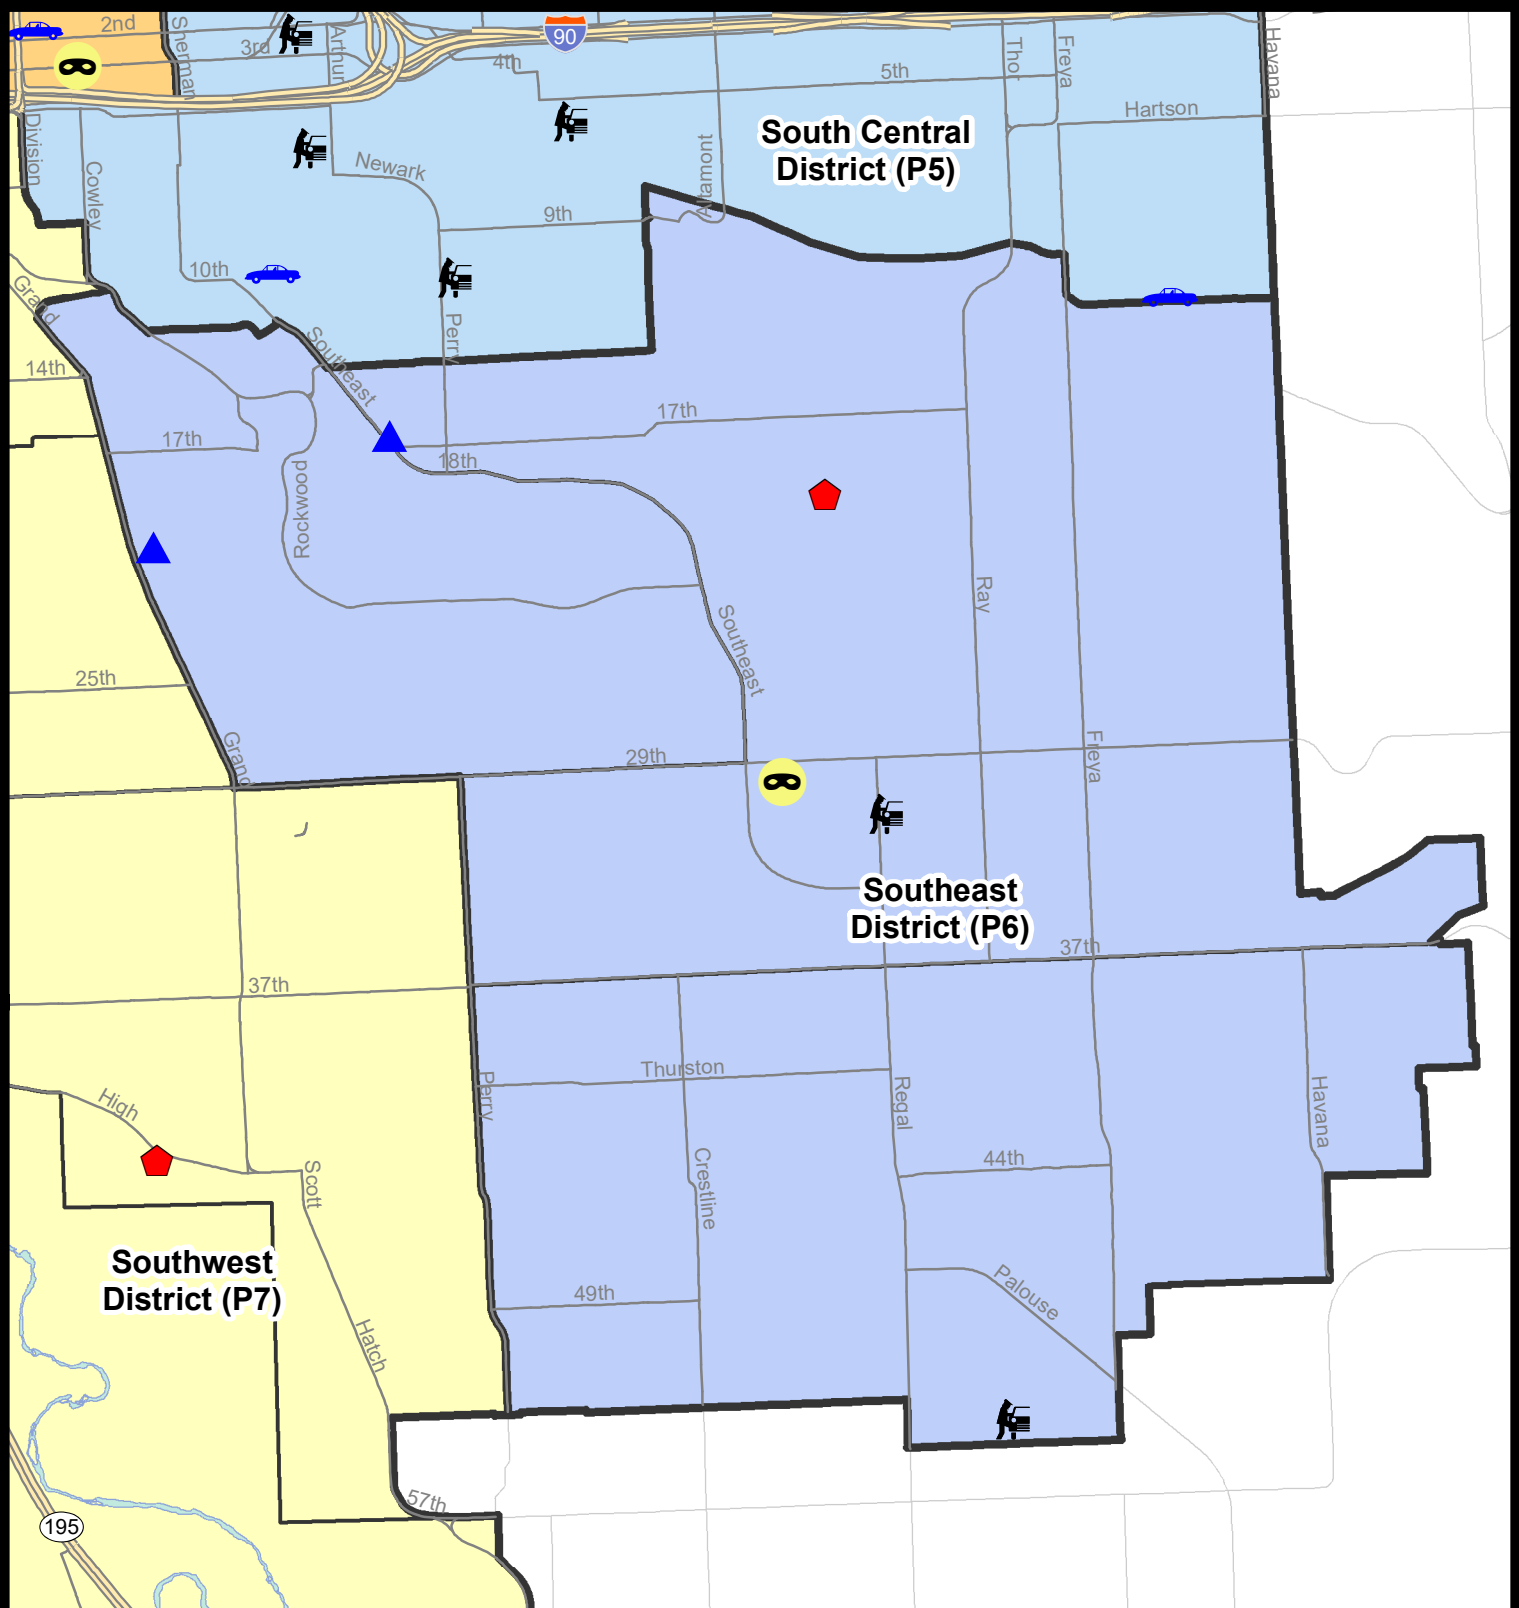 2nd
Sherman
3rd
Arthur
90
4th
5th
Thor
Freya
Havana
Hartson
Division
South Central
District (P5)
Cowley
Newark
Altamont
9th
10th
Grand
Southeast
Perry
14th
17th
17th
18th
Rockwood
Ray
Southeast
25th
Grand
29th
Freya
Southeast
District (P6)
37th
37th
Thurston
Perry
Regal
Havana
High
Crestline
44th
Scott
Southwest
District (P7)
49th
Palouse
Hatch
57th
195